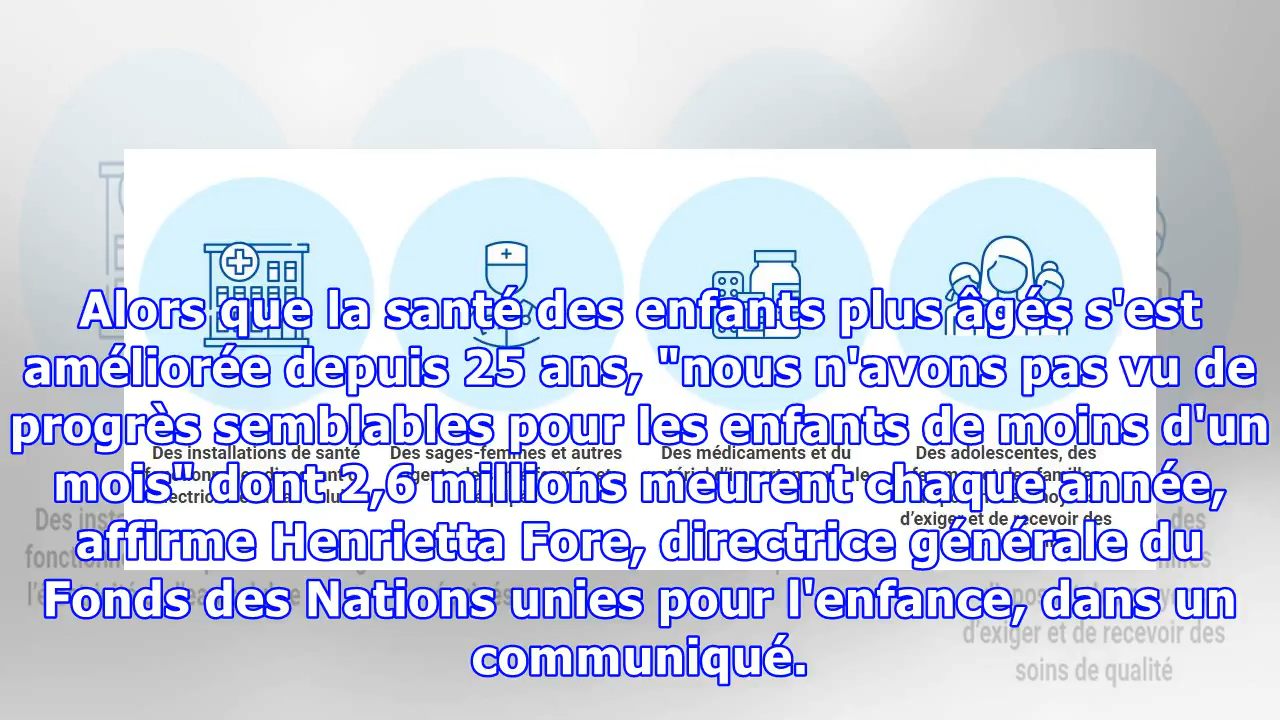 Alors que la santé des enfants plus âgés s'est
améliorée depuis 25 ans, "nous n'avons pas vu de
progrès semblables pour les enfants de moins d'un
mois" dont 2,6 millions meurent chaque année,
affirme Henrietta Fore, directrice générale du
Fonds des Nations unies pour l'enfance, dans un
communiqué.
Des installations de santé
Des sages-femmes et autres
Des médicaments et du
Des adolescentes, des
d'exiger et de recevoir des
d'exiger et de recevoir des
soins de qualité